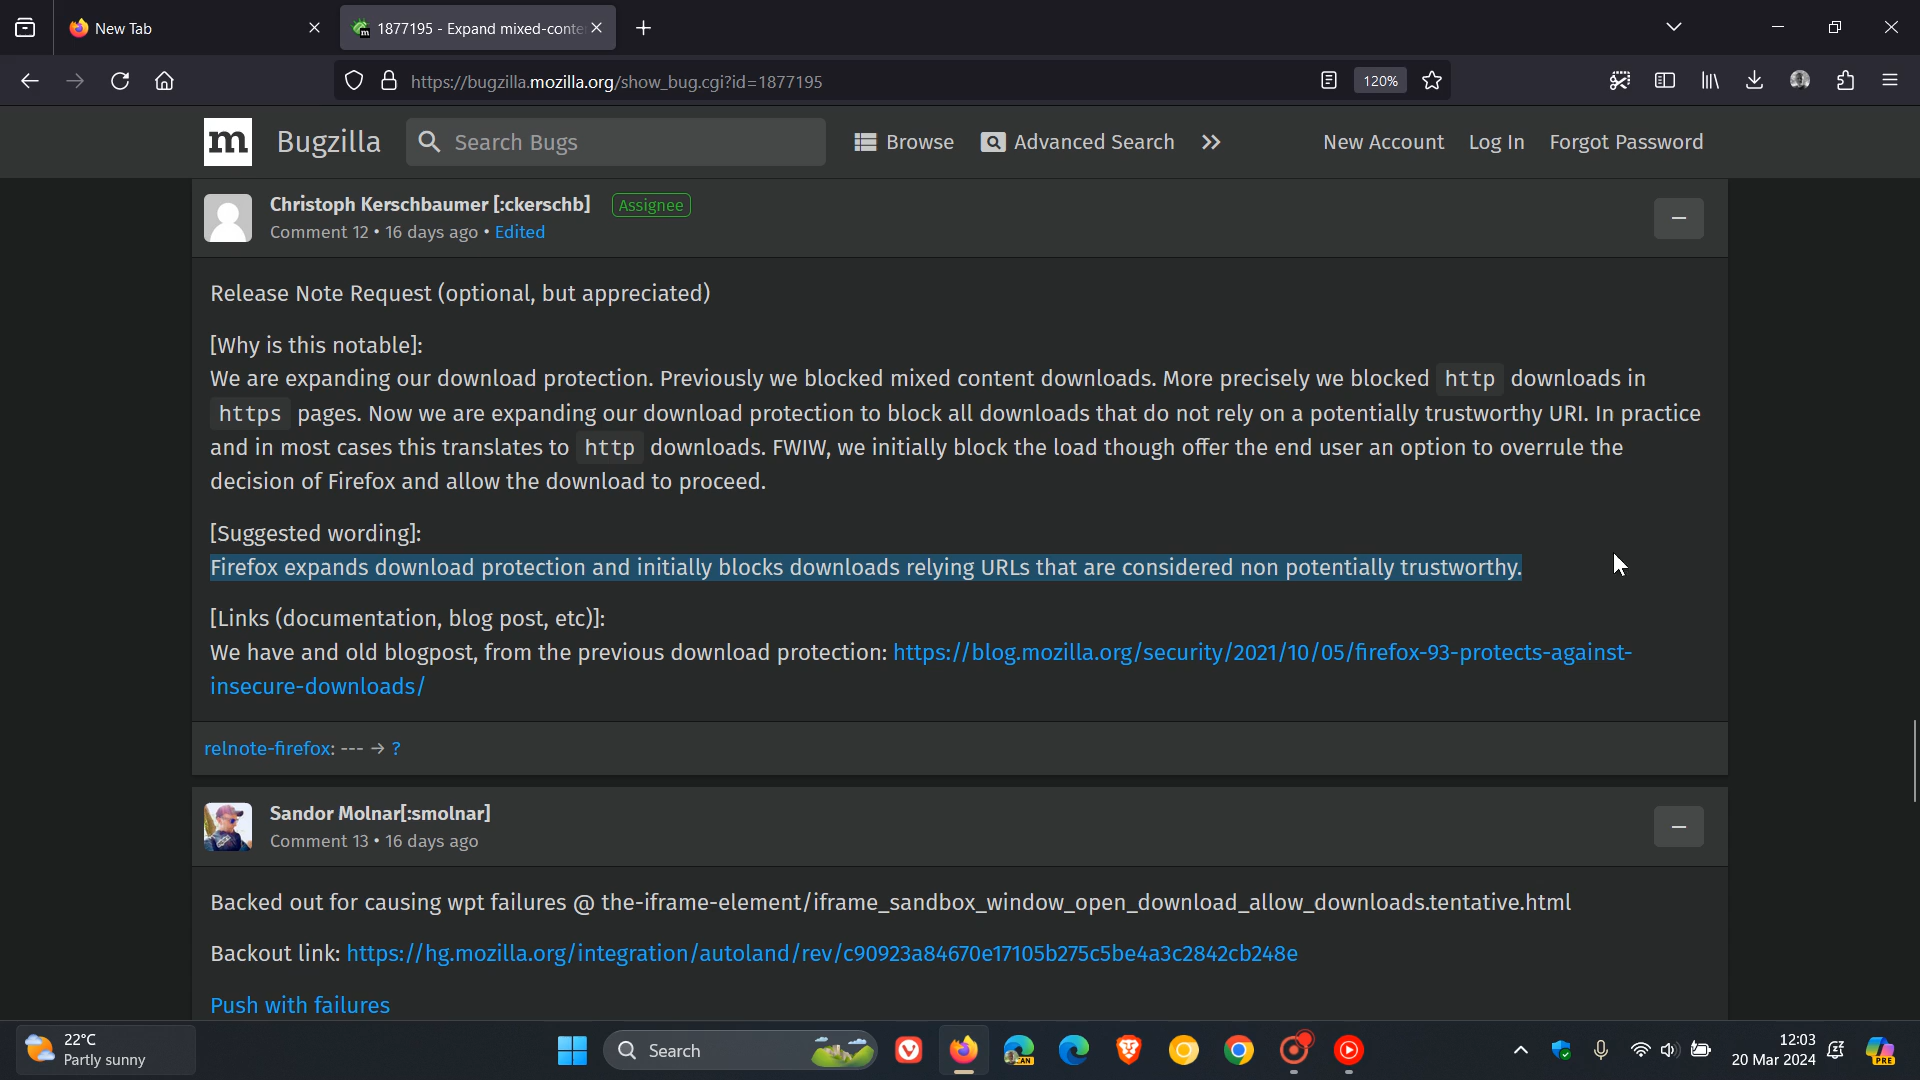 New Tab
1877195 - Expand mixed-conte
https://bugzilla.mozilla.org/show_bug.cgi?id=1877195
120%
m
Bugzilla
Search Bugs
Browse
Advanced Search
New Account
Log In
Forgot Password
Christoph Kerschbaumer [:ckerschb]
Assignee
Comment 12 • 16 days ago • Edited
Release Note Request (optional, but appreciated)
[Why is this notable]:
We are expanding our download protection. Previously we blocked mixed content downloads. More precisely we blocked http downloads in
https pages. Now we are expanding our download protection to block all downloads that do not rely on a potentially trustworthy URI. In practice
and in most cases this translates to http downloads. FWIW, we initially block the load though offer the end user an option to overrule the
decision of Firefox and allow the download to proceed.
[Suggested wording]:
Firefox expands download protection and initially blocks downloads relying URLs that are considered non potentially trustworthy.
[Links (documentation, blog post, etc)]:
We have and old blogpost, from the previous download protection: https://blog.mozilla.org/security/2021/10/05/firefox-93-protects-against-
insecure-downloads/
relnote-firefox: --- → ?
Sandor Molnar[:smolnar]
Comment 13 • 16 days ago
Backed out for causing wpt failures @ the-iframe-element/iframe_sandbox_window_open_download_allow_downloads.tentative.html
Backout link: https://hg.mozilla.org/integration/autoland/rev/c90923a84670e17105b275c5be4a3c2842cb248e
Push with failures
22°C
Partly sunny
Search
CAN
12:03
20 Mar 2024
PRE